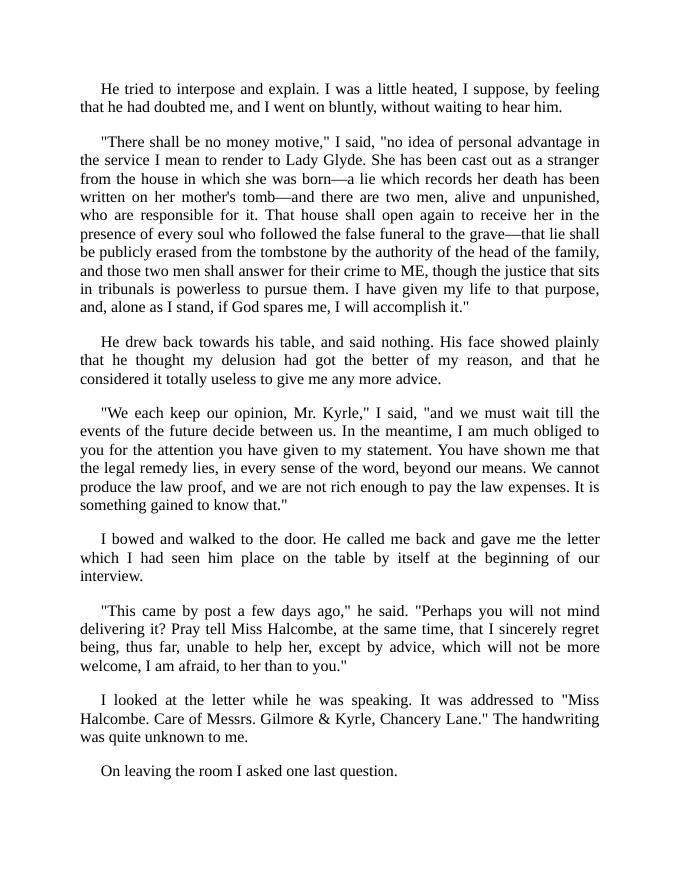 He tried to interpose and explain. I was a little heated, I suppose, by feeling
that he had doubted me, and I went on bluntly, without waiting to hear him.
"There shall be no money motive," I said, "no idea of personal advantage in
the service I mean to render to Lady Glyde. She has been cast out as a stranger
from the house in which she was born—a lie which records her death has been
written on her mother's tomb—and there are two men, alive and unpunished,
who are responsible for it. That house shall open again to receive her in the
presence of every soul who followed the false funeral to the grave—that lie shall
be publicly erased from the tombstone by the authority of the head of the family,
and those two men shall answer for their crime to ME, though the justice that sits
in tribunals is powerless to pursue them. I have given my life to that purpose,
and, alone as I stand, if God spares me, I will accomplish it."
He drew back towards his table, and said nothing. His face showed plainly
that he thought my delusion had got the better of my reason, and that he
considered it totally useless to give me any more advice.
"We each keep our opinion, Mr. Kyrle," I said, "and we must wait till the
events of the future decide between us. In the meantime, I am much obliged to
you for the attention you have given to my statement. You have shown me that
the legal remedy lies, in every sense of the word, beyond our means. We cannot
produce the law proof, and we are not rich enough to pay the law expenses. It is
something gained to know that."
I bowed and walked to the door. He called me back and gave me the letter
which I had seen him place on the table by itself at the beginning of our
interview.
"This came by post a few days ago," he said. "Perhaps you will not mind
delivering it? Pray tell Miss Halcombe, at the same time, that I sincerely regret
being, thus far, unable to help her, except by advice, which will not be more
welcome, I am afraid, to her than to you."
I looked at the letter while he was speaking. It was addressed to "Miss
Halcombe. Care of Messrs. Gilmore & Kyrle, Chancery Lane." The handwriting
was quite unknown to me.
On leaving the room I asked one last question.